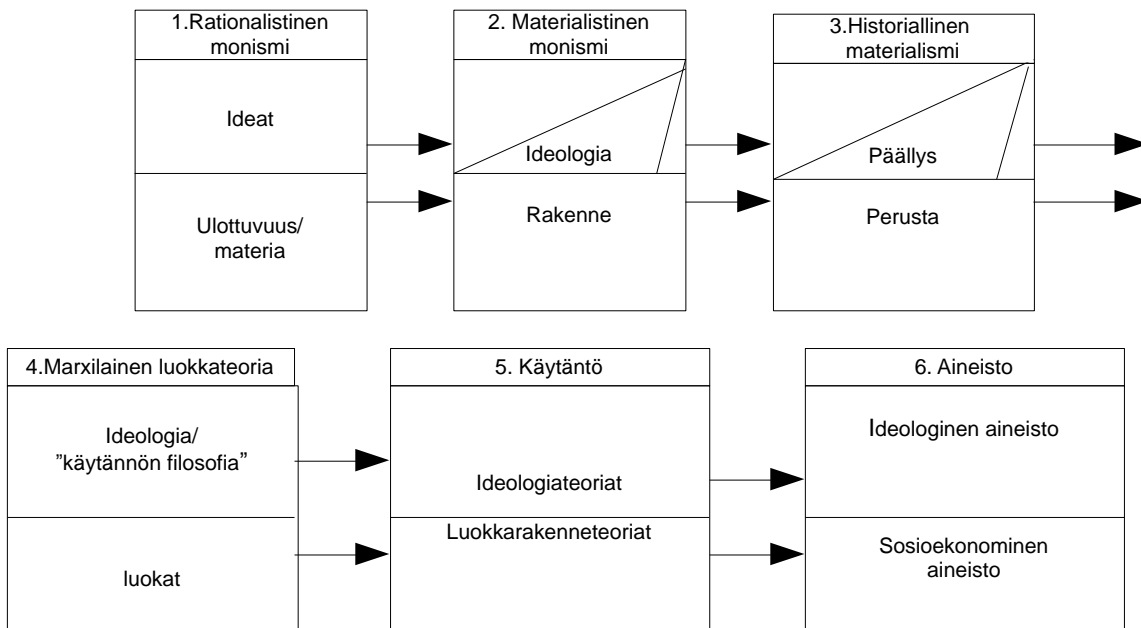 1.Rationalistinen
monismi
Ideat
Ulottuvuus/
materia
2. Materialistinen
monismi
Ideologia
Rakenne
3.Historiallinen
materialismi
Päällys
Perusta
4.Marxilainen luokkateoria
Ideologia/
”käytännön filosofia”
luokat
5. Käytäntö
Ideologiateoriat
Luokkarakenneteoriat
6. Aineisto
Ideologinen aineisto
Sosioekonominen
aineisto